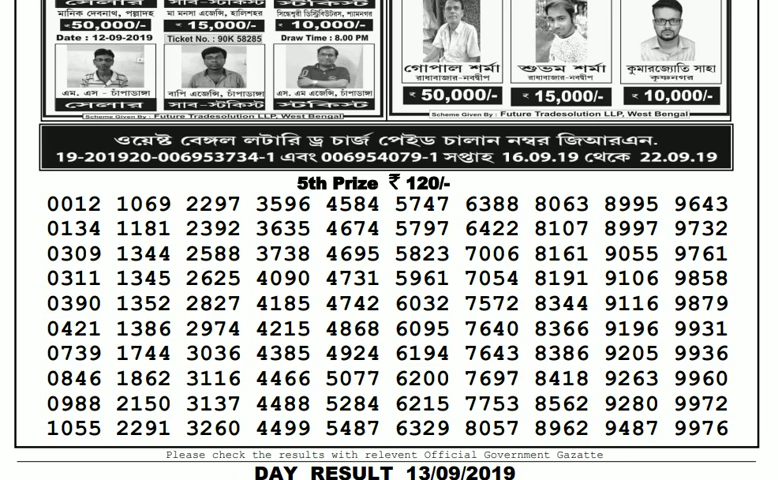 সেলার সাব-স্টকিস্ট স্টকিস্ট
মানিক দেবনাথ, পল্লাদহ মা মনসা এজেন্সি, হালিশহর সিদ্ধেশ্বরী ডিস্ট্রিবিউটরস, শ্যামনগর
₹50,000/- ₹ 15,000/- ₹ 10,000/-
Date : 12-09-2019 Ticket No. : 90K 58285 Draw Time : 8.00 PM
এম. এস - চাঁপাডাঙ্গা বাপি এজেন্সি, চাঁপাডাঙ্গা এস. এম এজেন্সি, চাঁপাডাঙ্গা
সেলার সাব-স্টকিস্ট স্টকিস্ট
Scheme Given By : Future Tradesolution LLP, West Bengal
গোপাল শর্মা শুভম শর্মা কুমারজ্যোতি সাহা
রাধাবাজার-নবদ্বীপ রাধাবাজার-নবদ্বীপ কৃষ্ণনগর
₹ 50,000/- ₹ 15,000/- ₹ 10,000/-
Scheme Given By : Future Tradesolution LLP, West Bengal
ওয়েষ্ট বেঙ্গল লটারি ড্র চার্জ পেইড চালান নম্বর জিআরএন.
19-201920-006953734-1 এবং 006954079-1 সপ্তাহ 16.09.19 থেকে 22.09.19
5th Prize ₹ 120/-
0012 1069 2297 3596 4584 5747 6388 8063 8995 9643
0134 1181 2392 3635 4674 5797 6422 8107 8997 9732
0309 1344 2588 3738 4695 5823 7006 8161 9055 9761
0311 1345 2625 4090 4731 5961 7054 8191 9106 9858
0390 1352 2827 4185 4742 6032 7572 8344 9116 9879
0421 1386 2974 4215 4868 6095 7640 8366 9196 9931
0739 1744 3036 4385 4924 6194 7643 8386 9205 9936
0846 1862 3116 4466 5077 6200 7697 8418 9263 9960
0988 2150 3137 4488 5284 6215 7753 8562 9280 9972
1055 2291 3260 4499 5487 6329 8057 8962 9487 9976
Please check the results with relevent Official Government Gazatte
DAY RESULT 13/09/2019